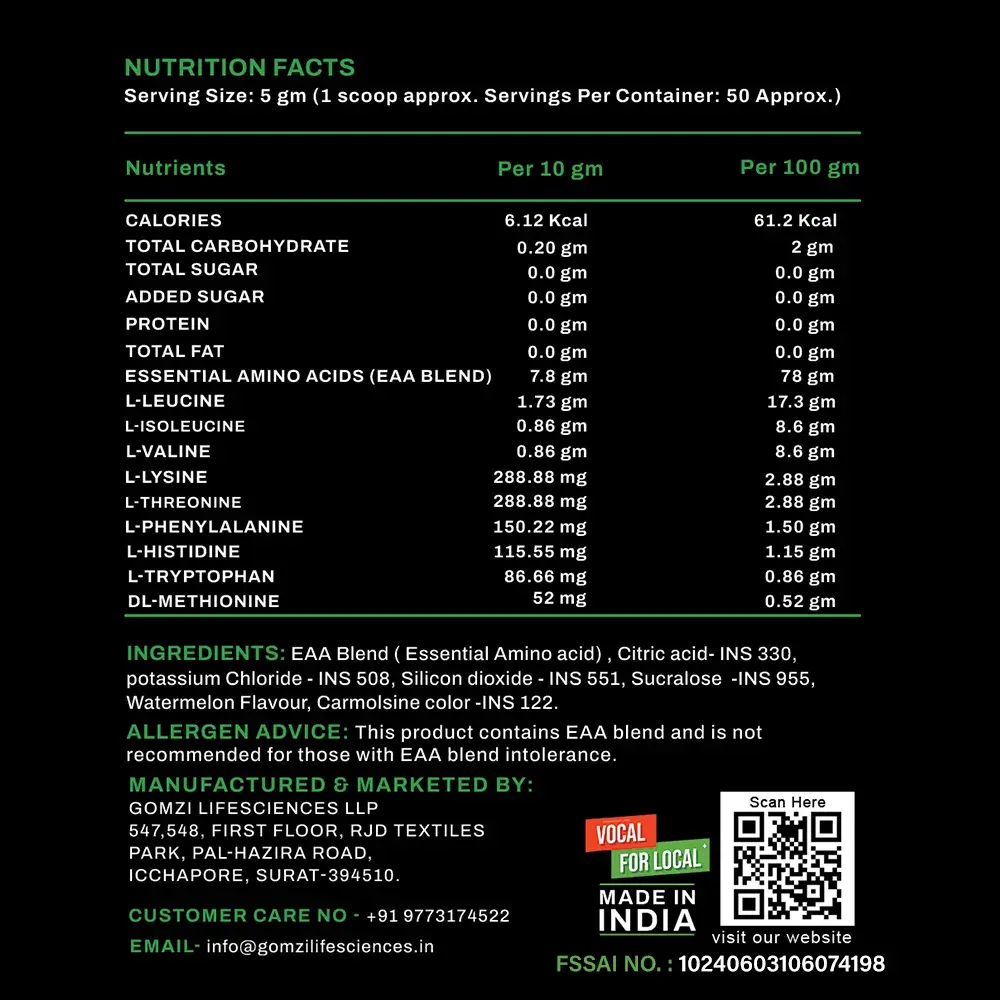 NUTRITION FACTS
Serving Size: 5 gm (1 scoop approx. Servings Per Container: 50 Approx.)
Nutrients Per 10 gm Per 100 gm
CALORIES 6.12 Kcal 61.2 Kcal
TOTAL CARBOHYDRATE 0.20 gm 2 gm
TOTAL SUGAR 0.0 gm 0.0 gm
ADDED SUGAR 0.0 gm 0.0 gm
PROTEIN 0.0 gm 0.0 gm
TOTAL FAT 0.0 gm 0.0 gm
ESSENTIAL AMINO ACIDS (EAA BLEND) 7.8 gm 78 gm
L-LEUCINE 1.73 gm 17.3 gm
L-ISOLEUCINE 0.86 gm 8.6 gm
L-VALINE 0.86 gm 8.6 gm
L-LYSINE 288.88 mg 2.88 gm
L-THREONINE 288.88 mg 2.88 gm
L-PHENYLALANINE 150.22 mg 1.50 gm
L-HISTIDINE 115.55 mg 1.15 gm
L-TRYPTOPHAN 86.66 mg 0.86 gm
DL-METHIONINE 52 mg 0.52 gm
INGREDIENTS: EAA Blend ( Essential Amino acid) , Citric acid- INS 330,
potassium Chloride - INS 508, Silicon dioxide - INS 551, Sucralose -INS 955,
Watermelon Flavour, Carmolsine color -INS 122.
ALLERGEN ADVICE: This product contains EAA blend and is not
recommended for those with EAA blend intolerance.
MANUFACTURED & MARKETED BY:
GOMZI LIFESCIENCES LLP
547,548, FIRST FLOOR, RJD TEXTILES
PARK, PAL-HAZIRA ROAD,
ICCHAPORE, SURAT-394510.
CUSTOMER CARE NO - +91 9773174522
EMAIL- info@gomzilifesciences.in
VOCAL
FOR LOCAL
MADE IN
INDIA
Scan Here
visit our website
FSSAI NO. : 10240603106074198